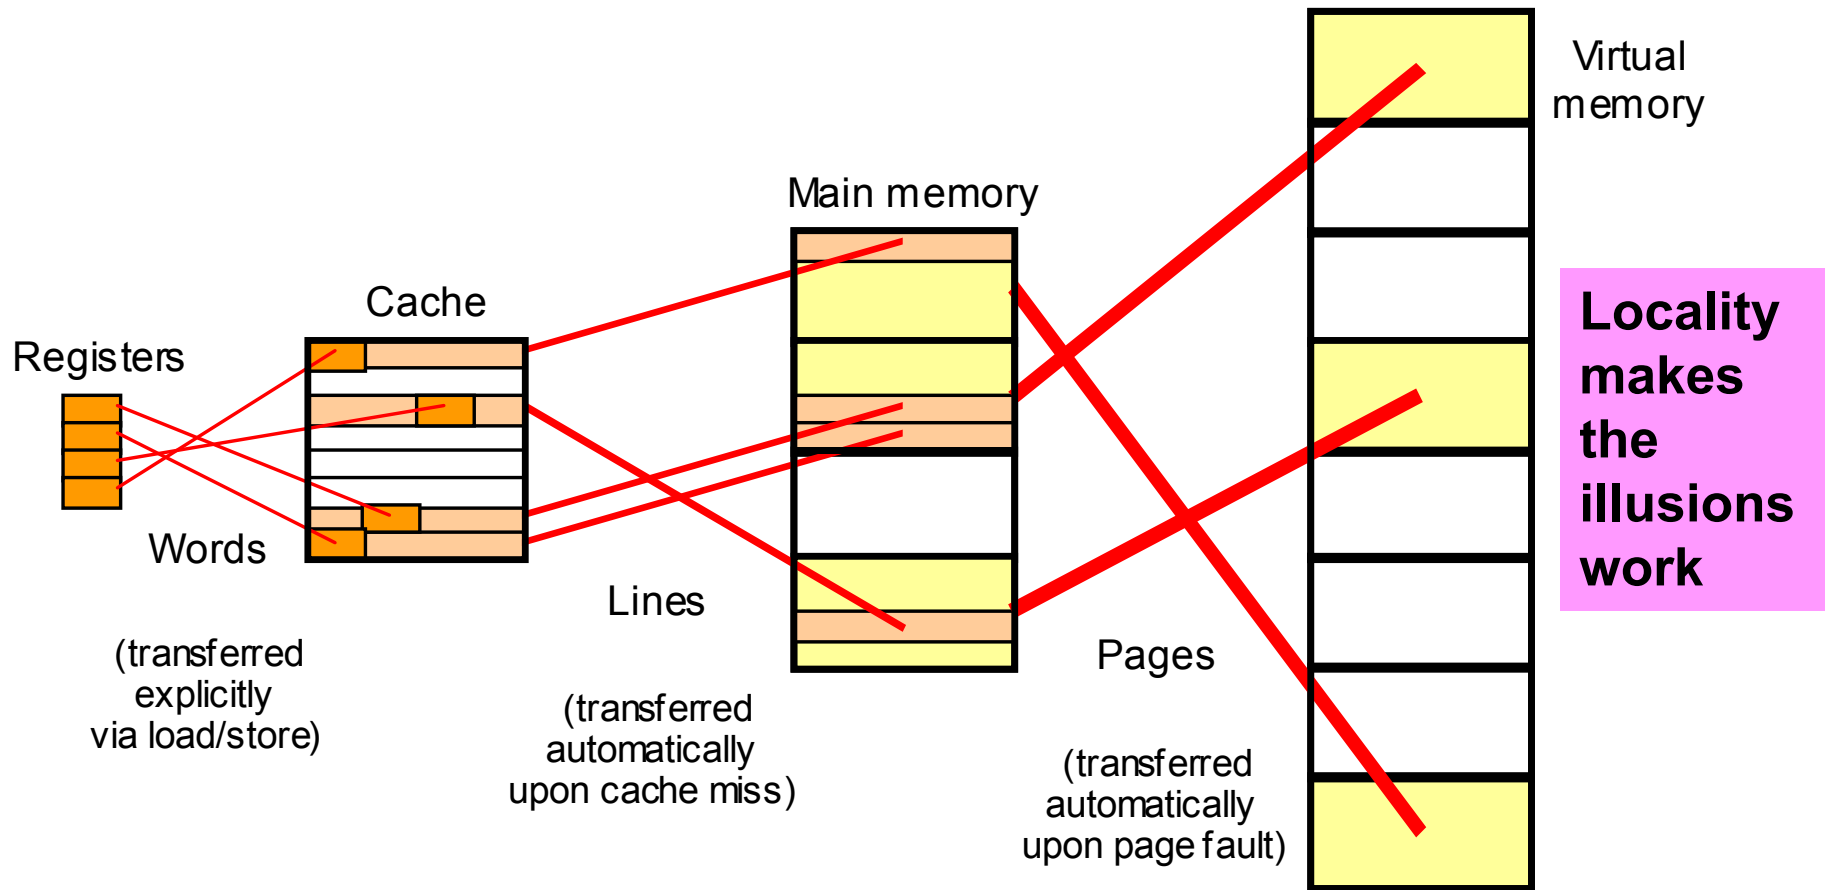 Virtual
memory
Main memory
Cache
Registers
Locality
makes
the
illusions
work
Words
(transferred
explicitly
via load/store)
Lines
(transferred
automatically
upon cache miss)
Pages
(transferred
automatically
upon page fault)